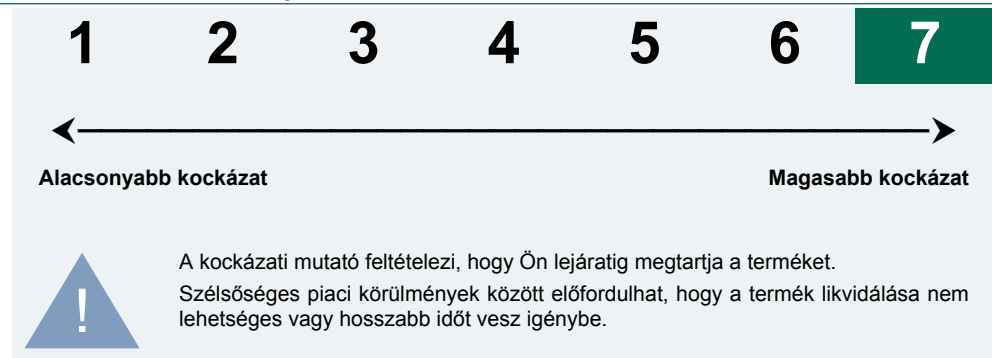 1 2 3 4 5 6 7
Alacsonyabb kockázat Magasabb kockázat
A kockázati mutató feltételezi, hogy Ön lejáratig megtartja a terméket.
Szélsőséges piaci körülmények között előfordulhat, hogy a termék likvidálása nem
lehetséges vagy hosszabb időt vesz igénybe.
!